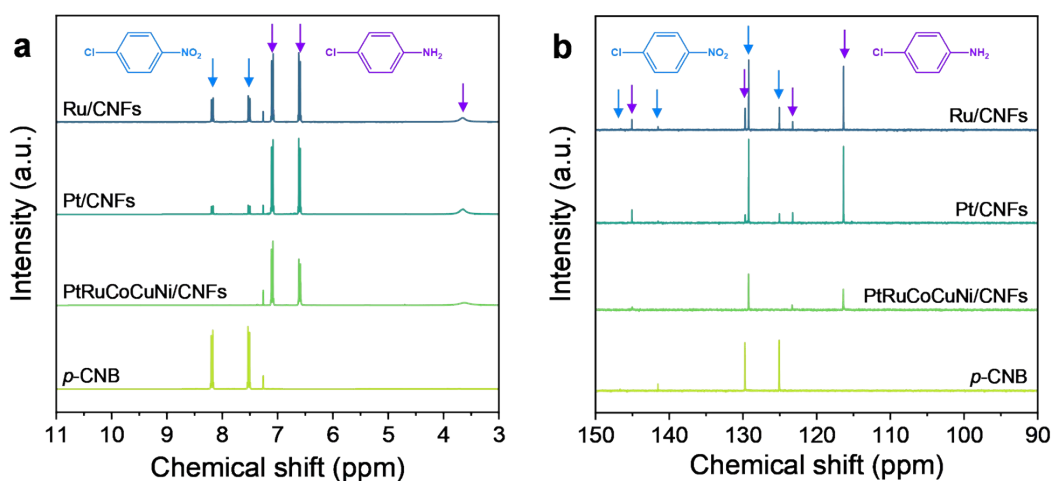 a
Cl
NO2
Cl
NH2
Ru/CNFs
Pt/CNFs
PtRuCoCuNi/CNFs
p-CNB
Intensity (a.u.)
11 10 9 8 7 6 5 4 3
Chemical shift (ppm)
b
Cl
NO2
Cl
NH2
Ru/CNFs
Pt/CNFs
PtRuCoCuNi/CNFs
p-CNB
Intensity (a.u.)
150 140 130 120 110 100 90
Chemical shift (ppm)